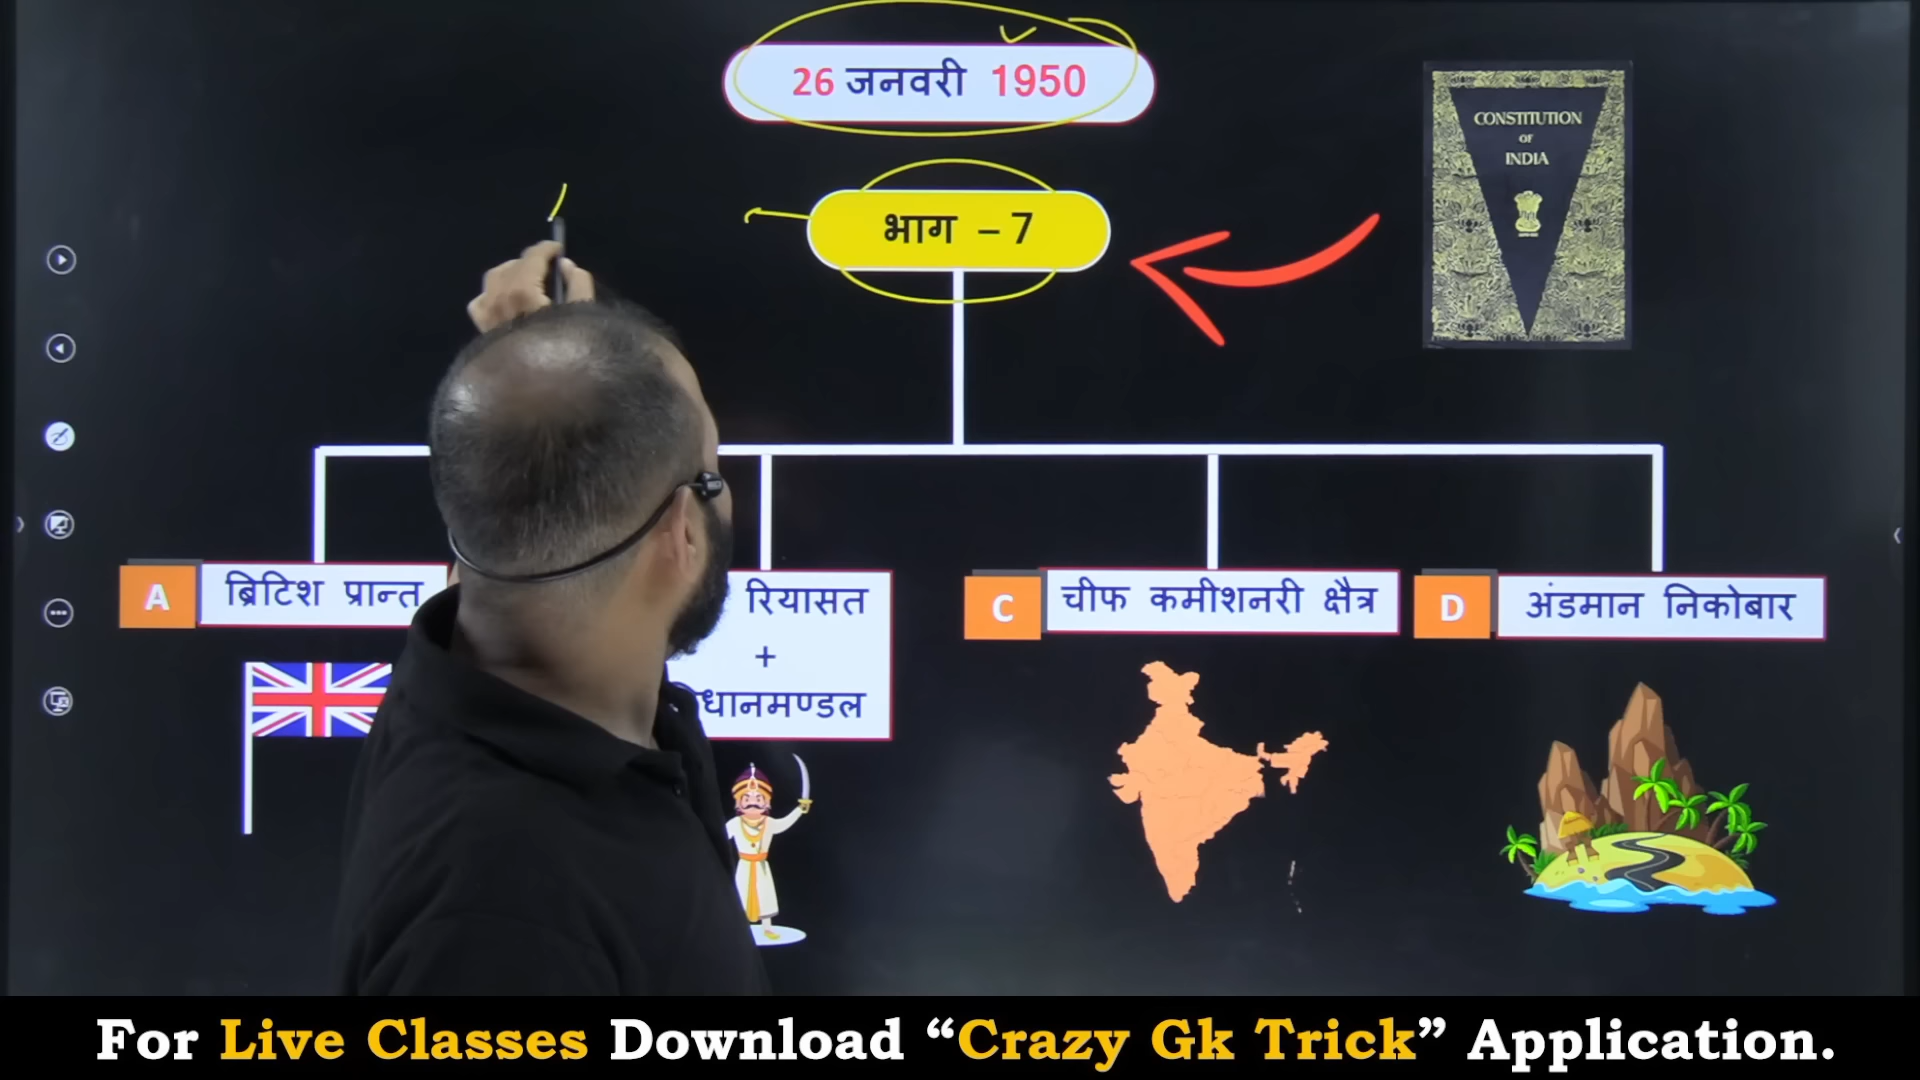 26 जनवरी 1950
CONSTITUTION
OF
INDIA
भाग – 7
A ब्रिटिश प्रान्त
रियासत
+
धानमण्डल
C चीफ कमीशनरी क्षैत्र
D अंडमान निकोबार
For Live Classes Download “Crazy Gk Trick” Application.